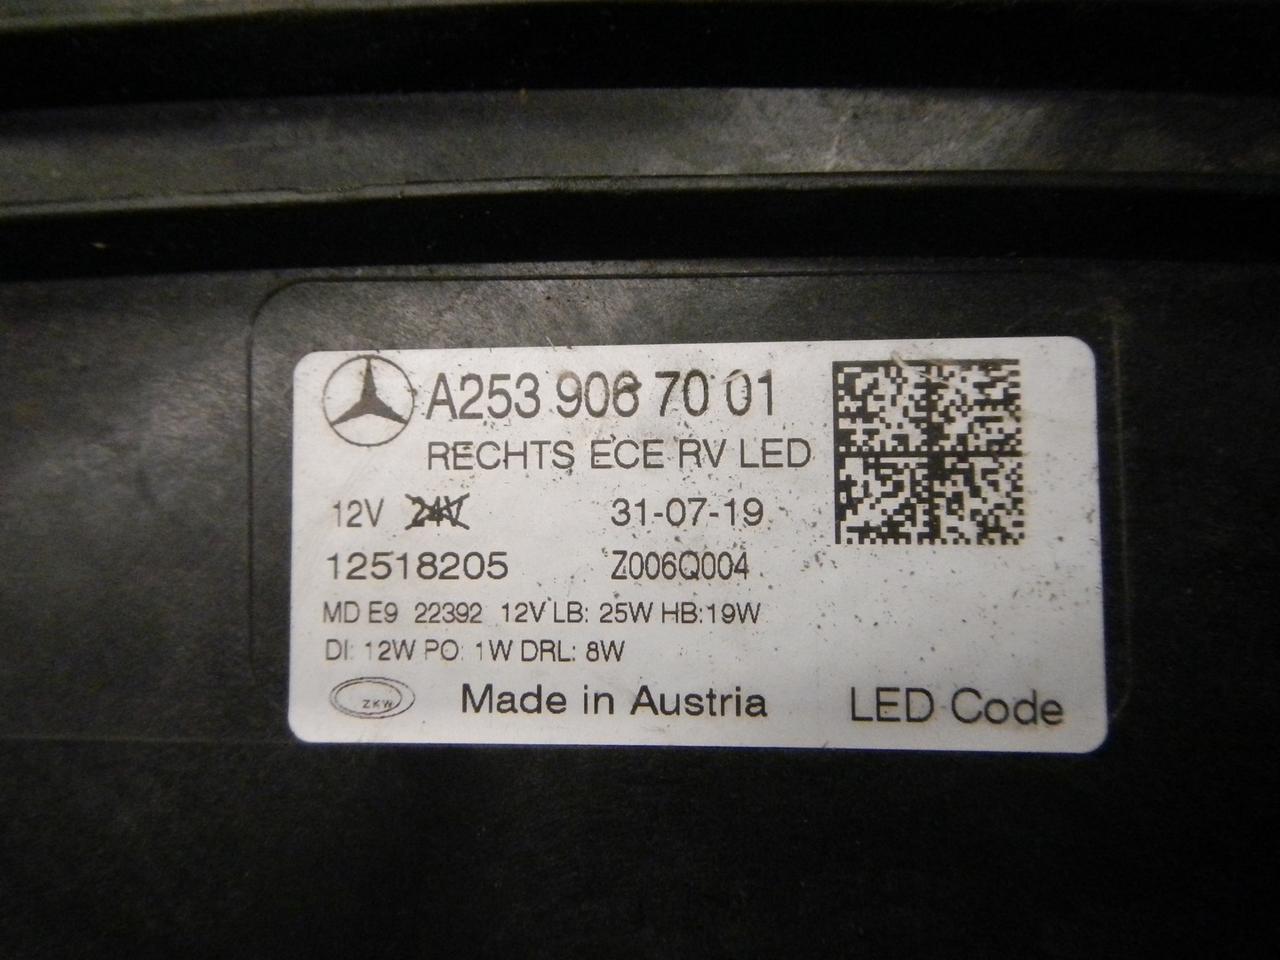 A253 906 70 01
RECHTS ECE RV LED
12V 24V 31-07-19
12518205 Z006Q004
MD E9 22392 12V LB: 25W HB:19W
DI: 12W PO: 1W DRL: 8W
ZKW Made in Austria LED Code